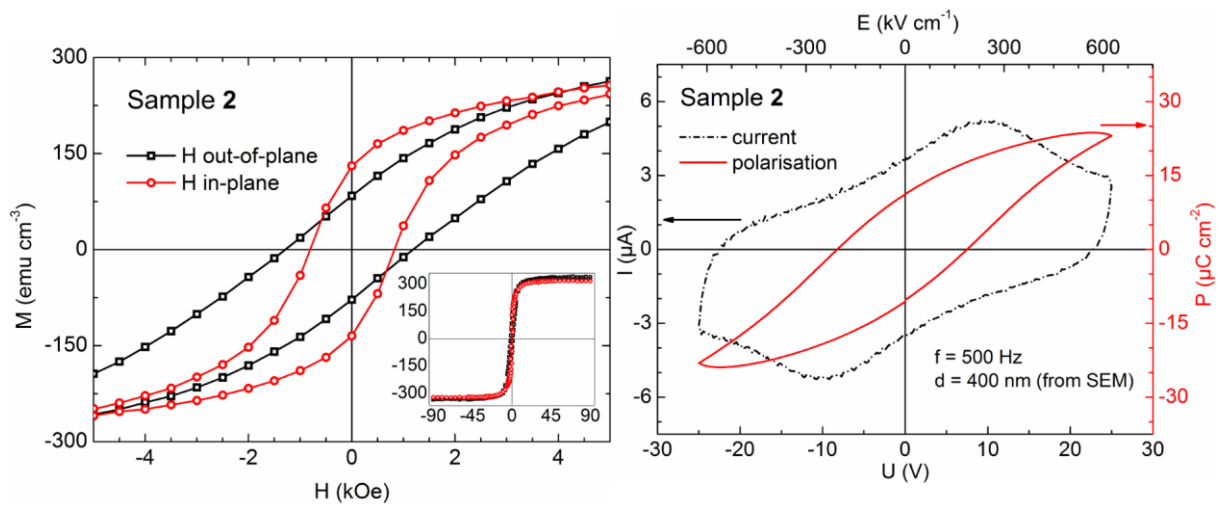 300
150
0
-150
-300
M (emu cm⁻³)
Sample 2
H out-of-plane
H in-plane
300
150
0
-150
-300
-90 -45 0 45 90
-4 -2 0 2 4
H (kOe)
E (kV cm⁻¹)
-600 -300 0 300 600
6
3
0
-3
-6
I (µA)
Sample 2
current
polarisation
f = 500 Hz
d = 400 nm (from SEM)
30
15
0
-15
-30
P (µC cm⁻²)
-30 -20 -10 0 10 20 30
U (V)